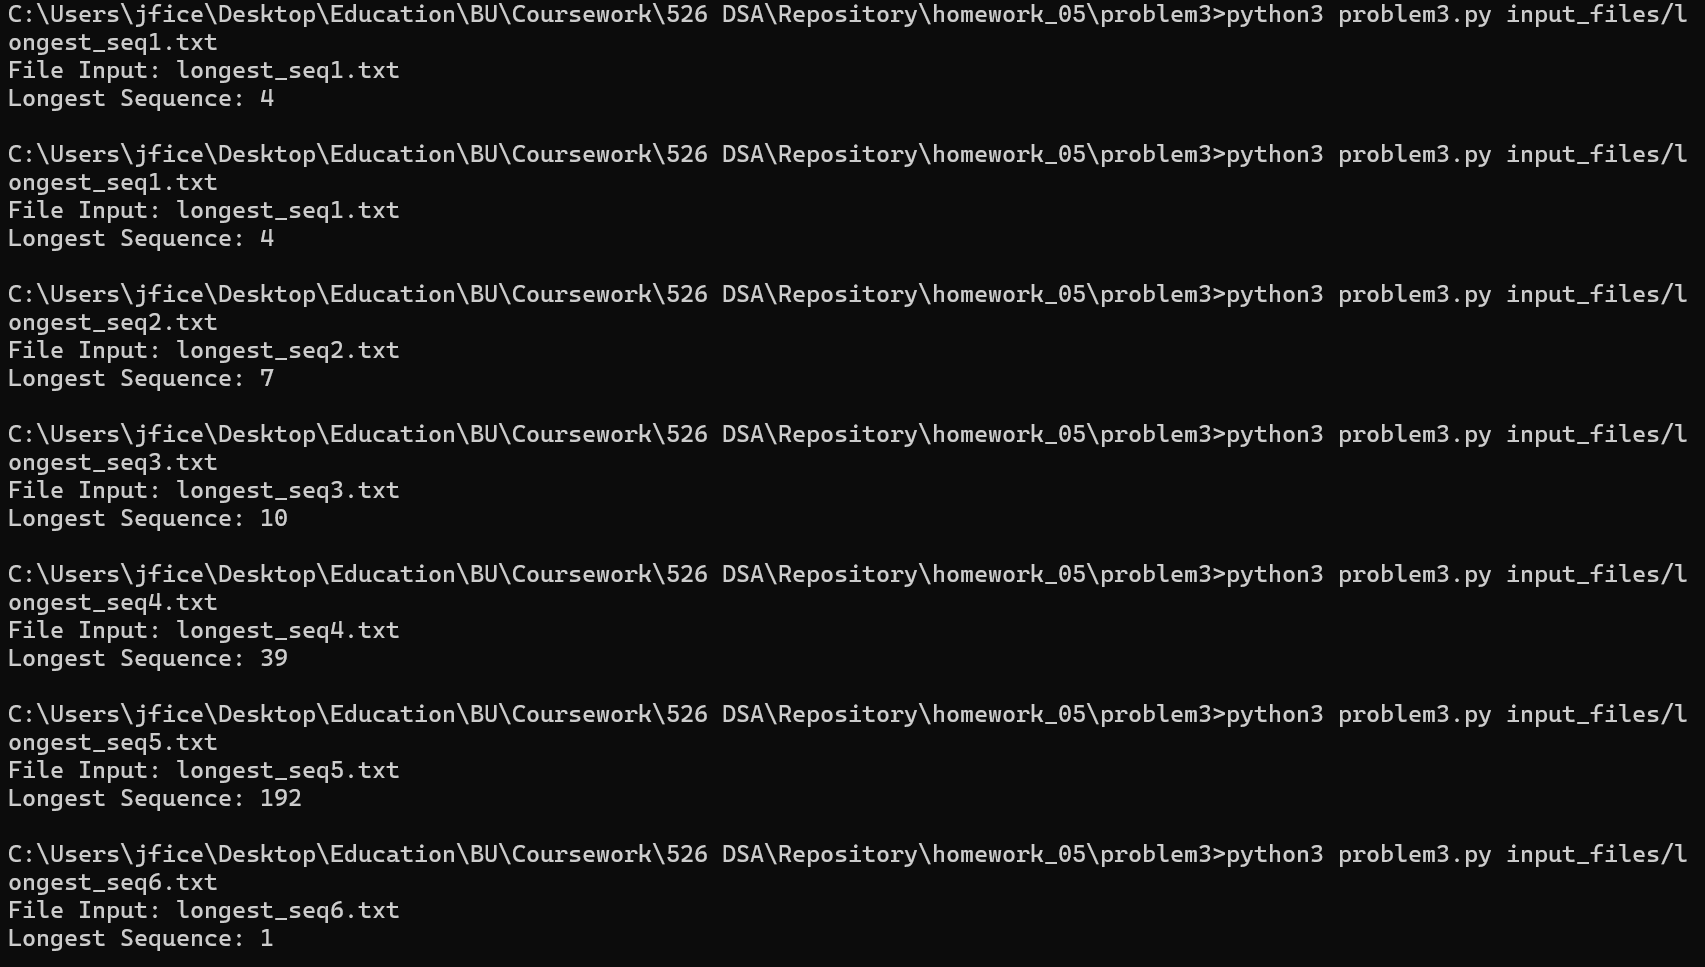 C:\Users\jfice\Desktop\Education\BU\Coursework\526 DSA\Repository\homework_05\problem3>python3 problem3.py input_files/l
ongest_seq1.txt
File Input: longest_seq1.txt
Longest Sequence: 4

C:\Users\jfice\Desktop\Education\BU\Coursework\526 DSA\Repository\homework_05\problem3>python3 problem3.py input_files/l
ongest_seq1.txt
File Input: longest_seq1.txt
Longest Sequence: 4

C:\Users\jfice\Desktop\Education\BU\Coursework\526 DSA\Repository\homework_05\problem3>python3 problem3.py input_files/l
ongest_seq2.txt
File Input: longest_seq2.txt
Longest Sequence: 7

C:\Users\jfice\Desktop\Education\BU\Coursework\526 DSA\Repository\homework_05\problem3>python3 problem3.py input_files/l
ongest_seq3.txt
File Input: longest_seq3.txt
Longest Sequence: 10

C:\Users\jfice\Desktop\Education\BU\Coursework\526 DSA\Repository\homework_05\problem3>python3 problem3.py input_files/l
ongest_seq4.txt
File Input: longest_seq4.txt
Longest Sequence: 39

C:\Users\jfice\Desktop\Education\BU\Coursework\526 DSA\Repository\homework_05\problem3>python3 problem3.py input_files/l
ongest_seq5.txt
File Input: longest_seq5.txt
Longest Sequence: 192

C:\Users\jfice\Desktop\Education\BU\Coursework\526 DSA\Repository\homework_05\problem3>python3 problem3.py input_files/l
ongest_seq6.txt
File Input: longest_seq6.txt
Longest Sequence: 1